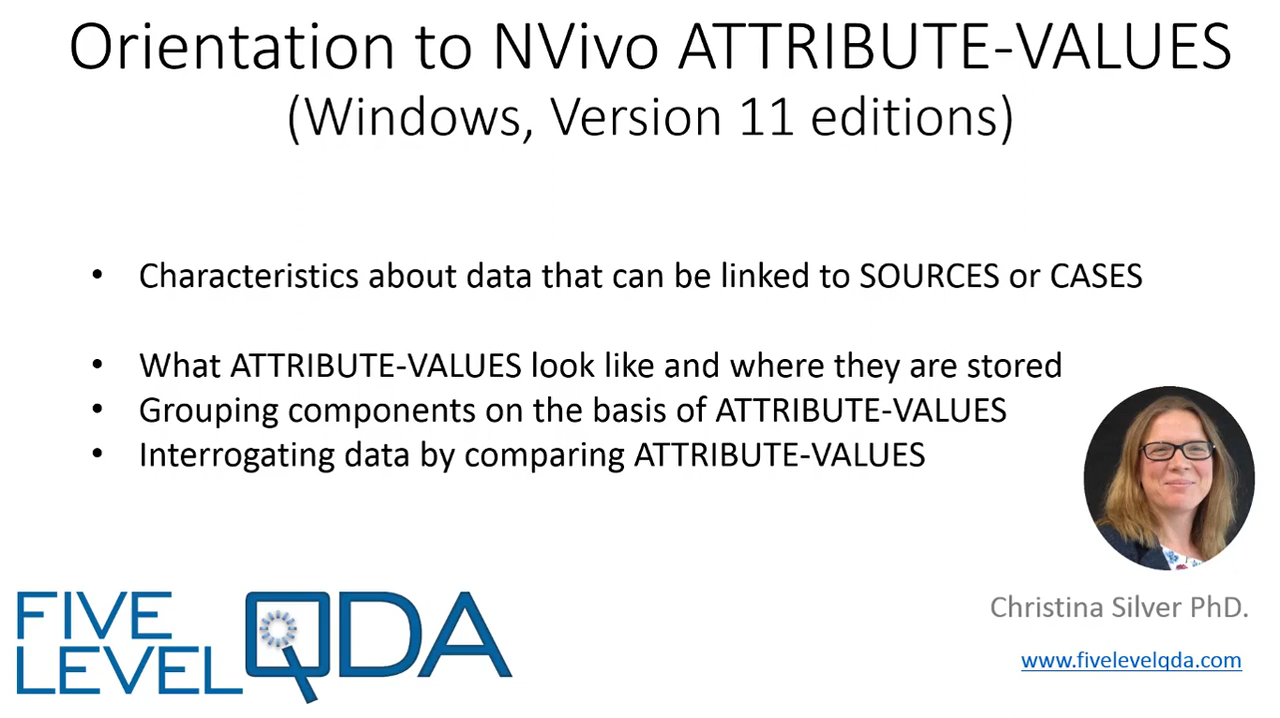 Orientation to NVivo ATTRIBUTE-VALUES
(Windows, Version 11 editions)
• Characteristics about data that can be linked to SOURCES or CASES
• What ATTRIBUTE-VALUES look like and where they are stored
• Grouping components on the basis of ATTRIBUTE-VALUES
• Interrogating data by comparing ATTRIBUTE-VALUES
FIVE
LEVEL
QDA
Christina Silver PhD.
www.fivelevelqda.com